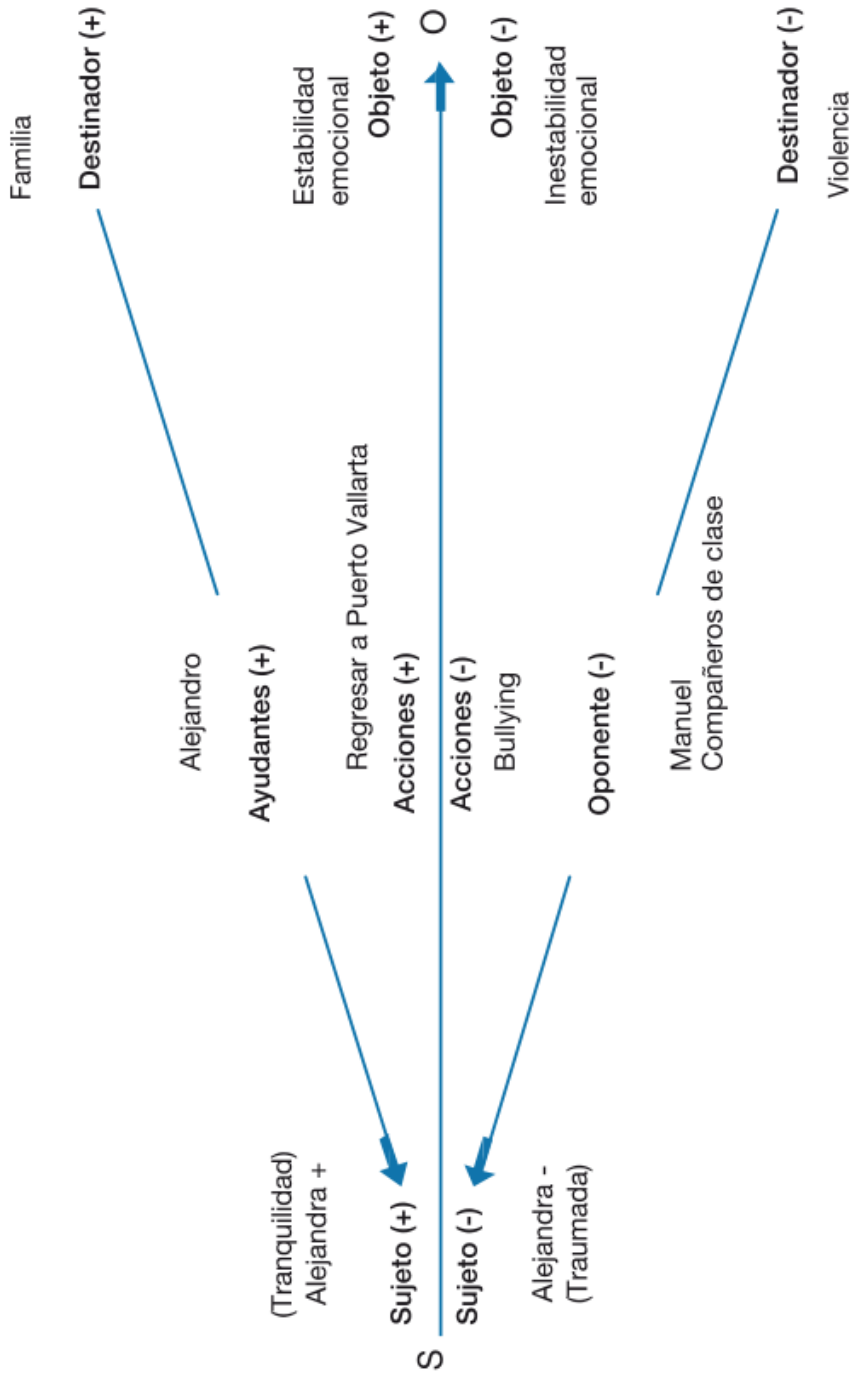 Familia
Destinador (+)
Alejandro
Ayudantes (+)
(Tranquilidad)
Alejandra +
Sujeto (+)
Regresar a Puerto Vallarta
Acciones (+)
Estabilidad
emocional
Objeto (+)
S
O
Sujeto (-)
Alejandra -
(Traumada)
Acciones (-)
Bullying
Objeto (-)
Inestabilidad
emocional
Oponente (-)
Manuel
Compañeros de clase
Destinador (-)
Violencia